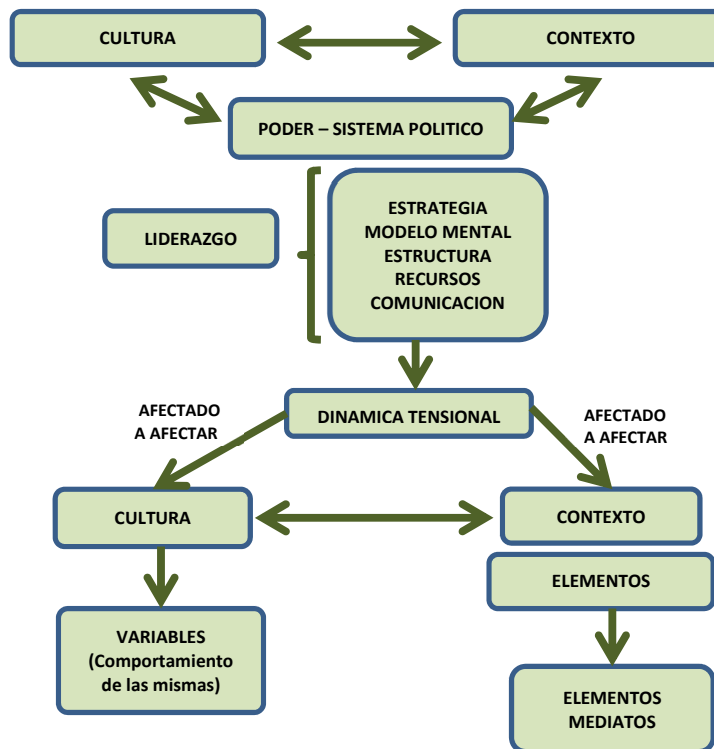 CULTURA
CONTEXTO
PODER – SISTEMA POLITICO
LIDERAZGO
ESTRATEGIA
MODELO MENTAL
ESTRUCTURA
RECURSOS
COMUNICACION
DINAMICA TENSIONAL
AFECTADO
A AFECTAR
AFECTADO
A AFECTAR
CULTURA
CONTEXTO
ELEMENTOS
VARIABLES
(Comportamiento
de las mismas)
ELEMENTOS
MEDIATOS